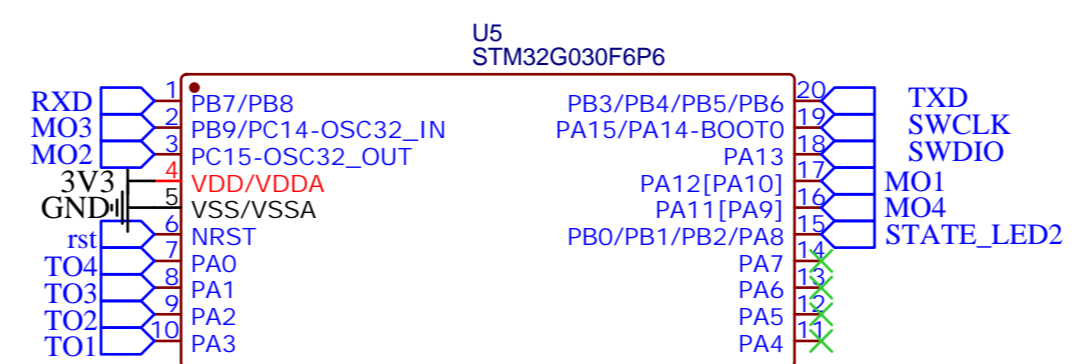 U5
STM32G030F6P6
RXD 1 PB7/PB8 PB3/PB4/PB5/PB6 20 TXD
MO3 2 PB9/PC14-OSC32_IN PA15/PA14-BOOT0 19 SWCLK
MO2 3 PC15-OSC32_OUT PA13 18 SWDIO
3V3 4 VDD/VDDA PA12[PA10] 17 MO1
GND 5 VSS/VSSA PA11[PA9] 16 MO4
rst 6 NRST PB0/PB1/PB2/PA8 15 STATE_LED2
TO4 7 PA0 PA7 14
TO3 8 PA1 PA6 13
TO2 9 PA2 PA5 12
TO1 10 PA3 PA4 11